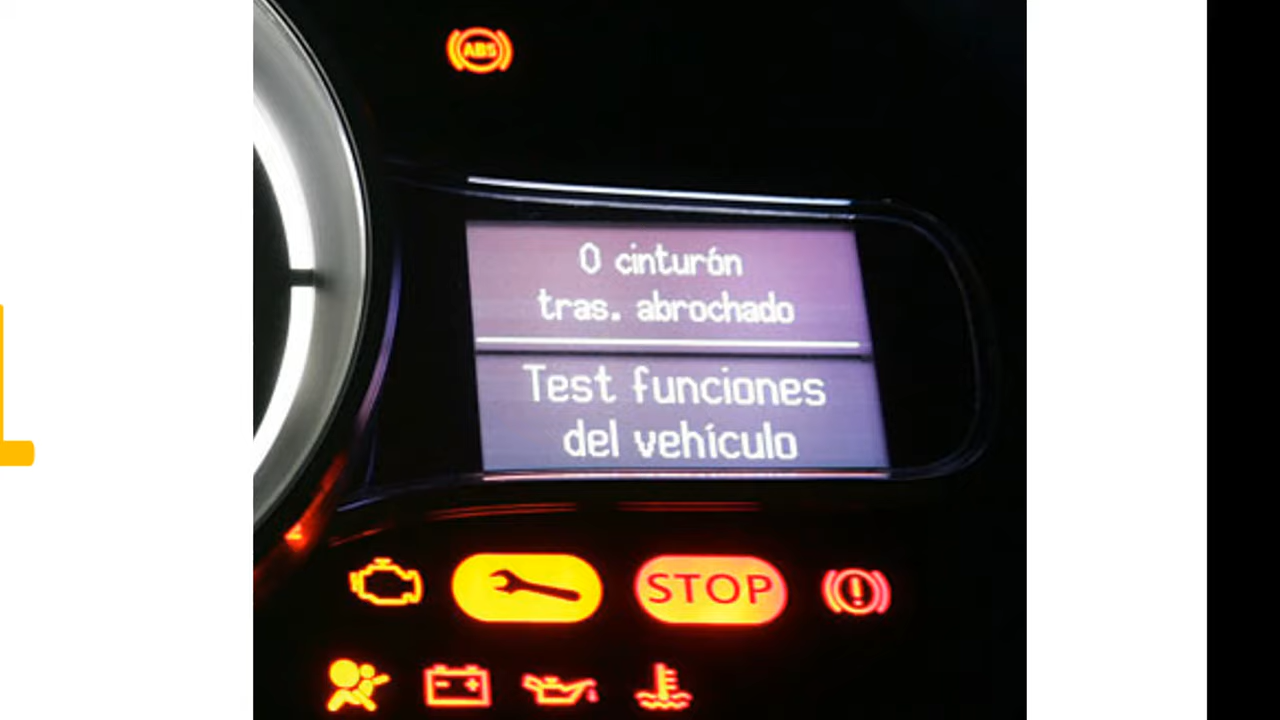 ABS
0 cinturón
tras. abrochado
Test funciones
del vehículo
STOP